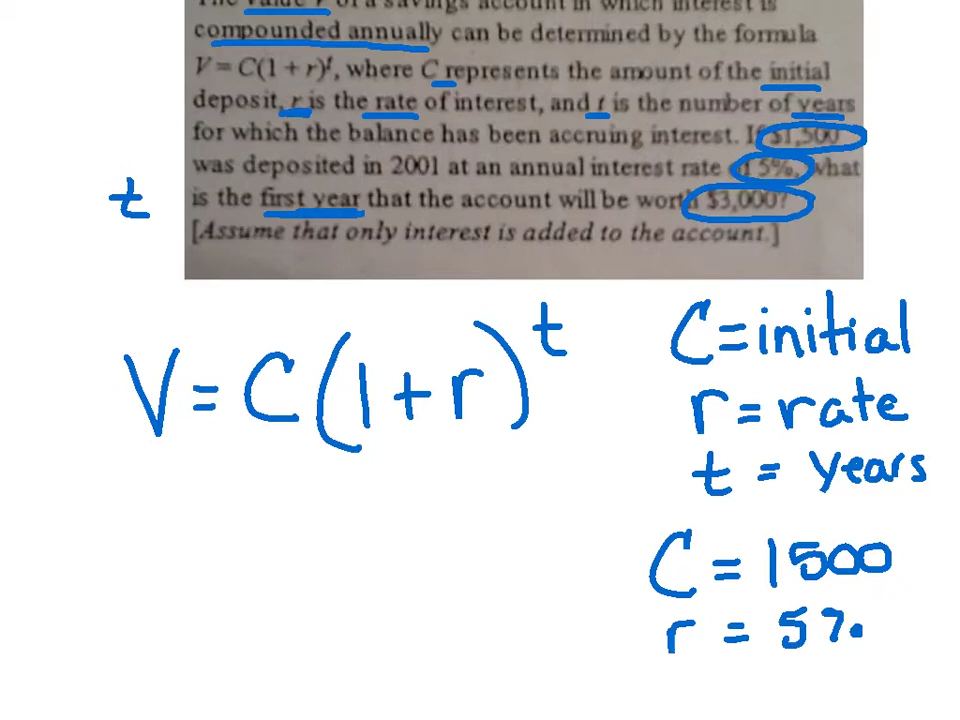 The value V of a savings account in which interest is
compounded annually can be determined by the formula
V = C(1 + r)^t, where C represents the amount of the initial
deposit, r is the rate of interest, and t is the number of years
for which the balance has been accruing interest. If $1,500
was deposited in 2001 at an annual interest rate of 5%, what
t
is the first year that the account will be worth $3,000?
[Assume that only interest is added to the account.]
V = C(1 + r)^t
C = initial
r = rate
t = years
C = 1500
r = 5%